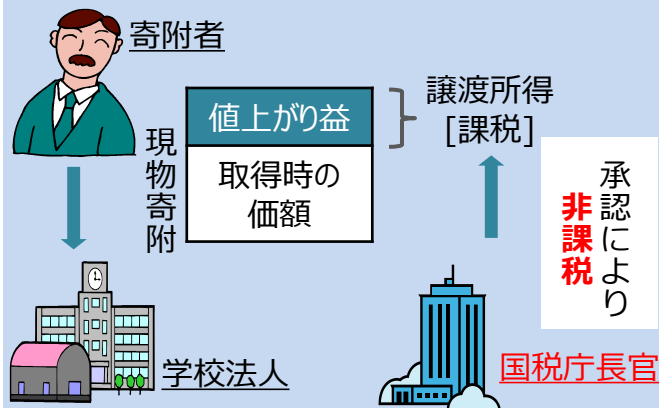 寄附者
現物寄附
値上がり益
取得時の
価額
譲渡所得
[課税]
承認により
非課税
学校法人
国税庁長官